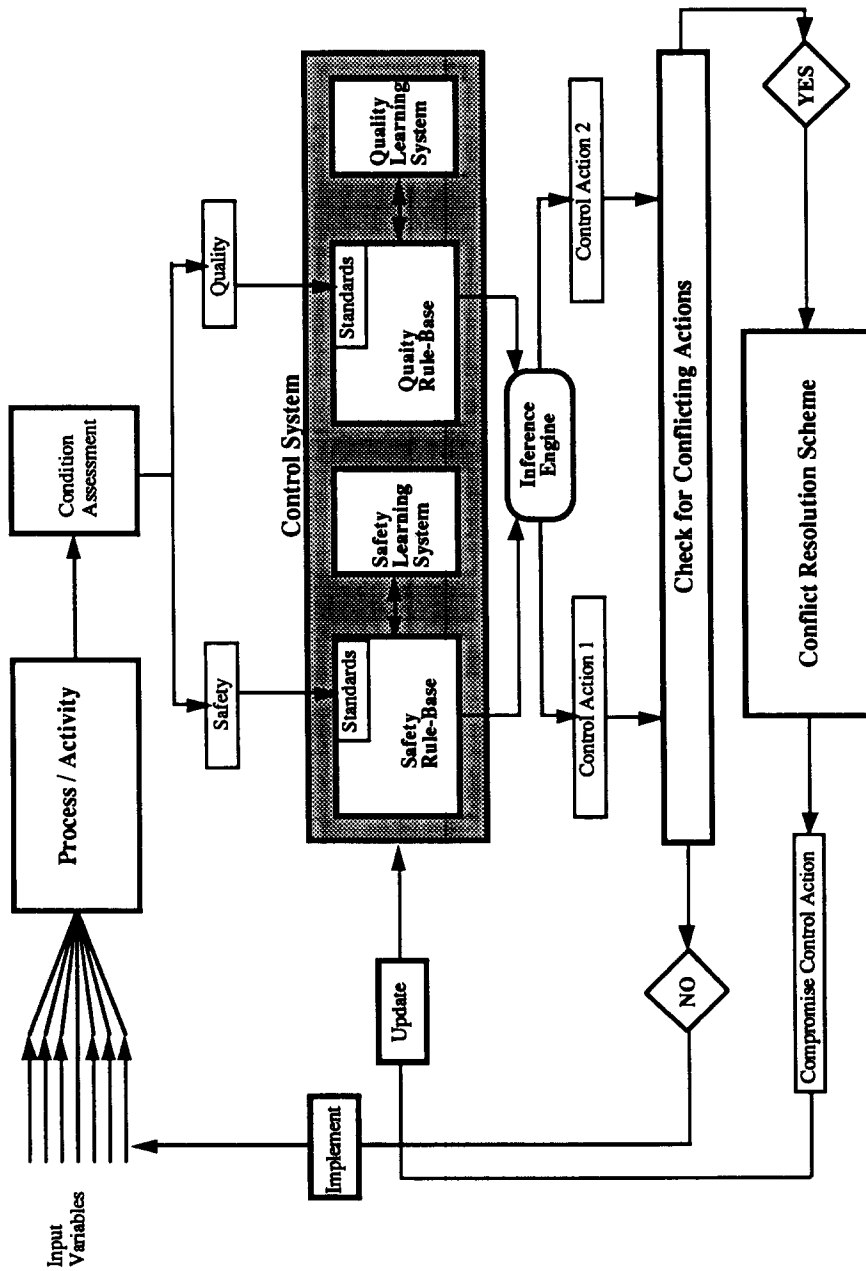 Input
Variables
Process / Activity
Condition
Assessment
Safety
Quality
Control System
Standards
Safety
Rule-Base
Safety
Learning
System
Standards
Quaity
Rule-Base
Quality
Learning
System
Update
Implement
Inference
Engine
Control Action 1
Control Action 2
Check for Conflicting Actions
NO
YES
Conflict Resolution Scheme
Compromise Control Action